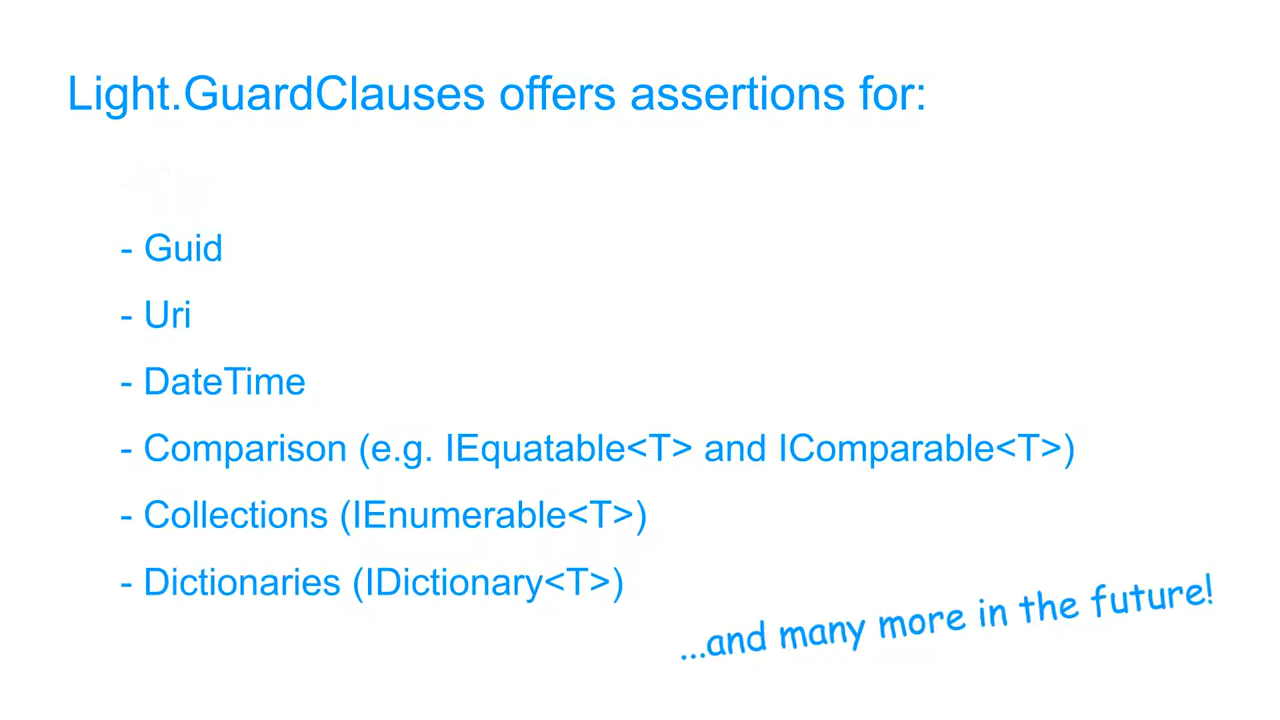 Light.GuardClauses offers assertions for:
- Guid
- Uri
- DateTime
- Comparison (e.g. IEquatable<T> and IComparable<T>)
- Collections (IEnumerable<T>)
- Dictionaries (IDictionary<T>)
...and many more in the future!